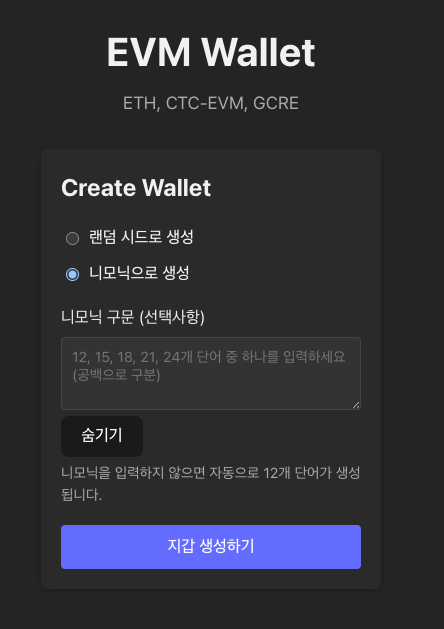 EVM Wallet
ETH, CTC-EVM, GCRE
Create Wallet
랜덤 시드로 생성
니모닉으로 생성
니모닉 구문 (선택사항)
12, 15, 18, 21, 24개 단어 중 하나를 입력하세요
(공백으로 구분)
숨기기
니모닉을 입력하지 않으면 자동으로 12개 단어가 생성
됩니다.
지갑 생성하기